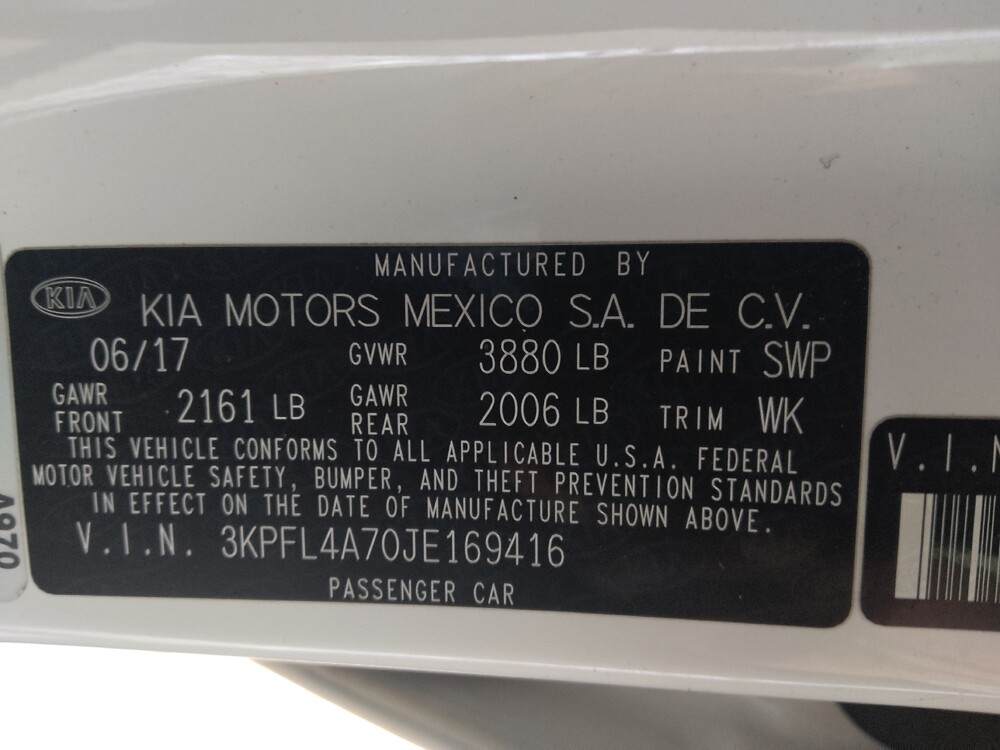 MANUFACTURED BY
KIA
KIA MOTORS MEXICO S.A. DE C.V.
06/17 GVWR 3880 LB PAINT SWP
GAWR FRONT 2161 LB GAWR REAR 2006 LB TRIM WK
THIS VEHICLE CONFORMS TO ALL APPLICABLE U.S.A. FEDERAL
MOTOR VEHICLE SAFETY, BUMPER, AND THEFT PREVENTION STANDARDS
IN EFFECT ON THE DATE OF MANUFACTURE SHOWN ABOVE.
V.I.N. 3KPFL4A70JE169416
PASSENGER CAR
V.I.N
A970